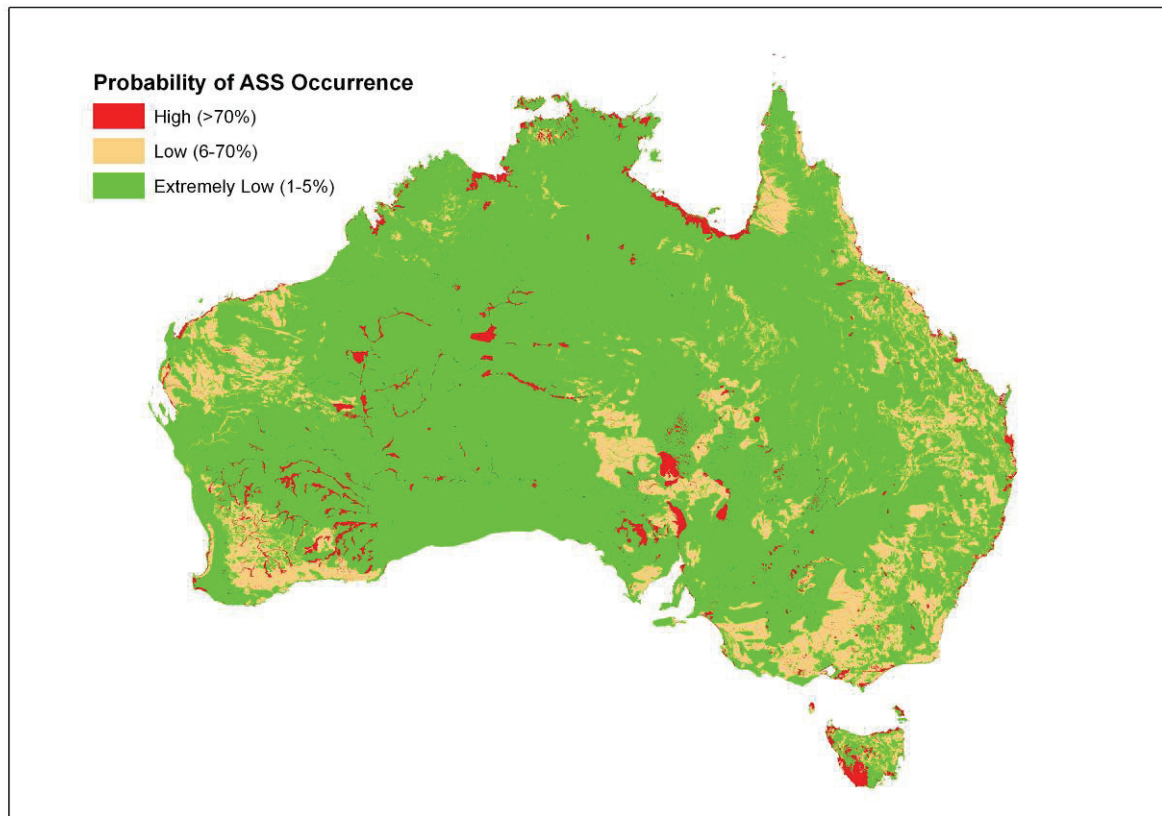 Probability of ASS Occurrence
High (>70%)
Low (6-70%)
Extremely Low (1-5%)